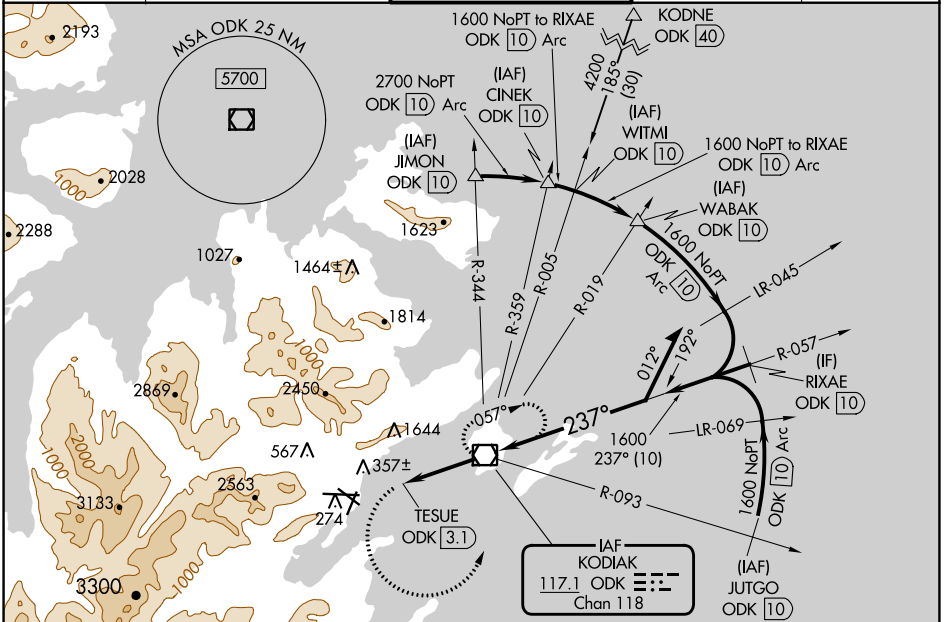 2193
MSA ODK 25 NM
5700
1600 NoPT to RIXAE
ODK 10 Arc
KODNE
ODK 40
4200
185°
(30)
2700 NoPT
ODK 10 Arc
(IAF)
CINEK
ODK 10
(IAF)
WITMI
ODK 10
(IAF)
JIMON
ODK 10
1600 NoPT to RIXAE
ODK 10 Arc
(IAF)
WABAK
ODK 10
1000
2028
2288
1623
1027
1464±
1814
R-344
R-359
R-005
R-019
1600 NoPT
ODK 10
Arc
LR-045
1000
2869
2450
012°
192°
R-057
(IF)
RIXAE
ODK 10
057°
237°
1600
237° (10)
LR-069
1644
567
357±
2000
1000
3133
2563
274
TESUE
ODK 3.1
R-093
1600 NoPT
ODK 10 Arc
3300
1000
IAF
KODIAK
117.1 ODK
Chan 118
(IAF)
JUTGO
ODK 10